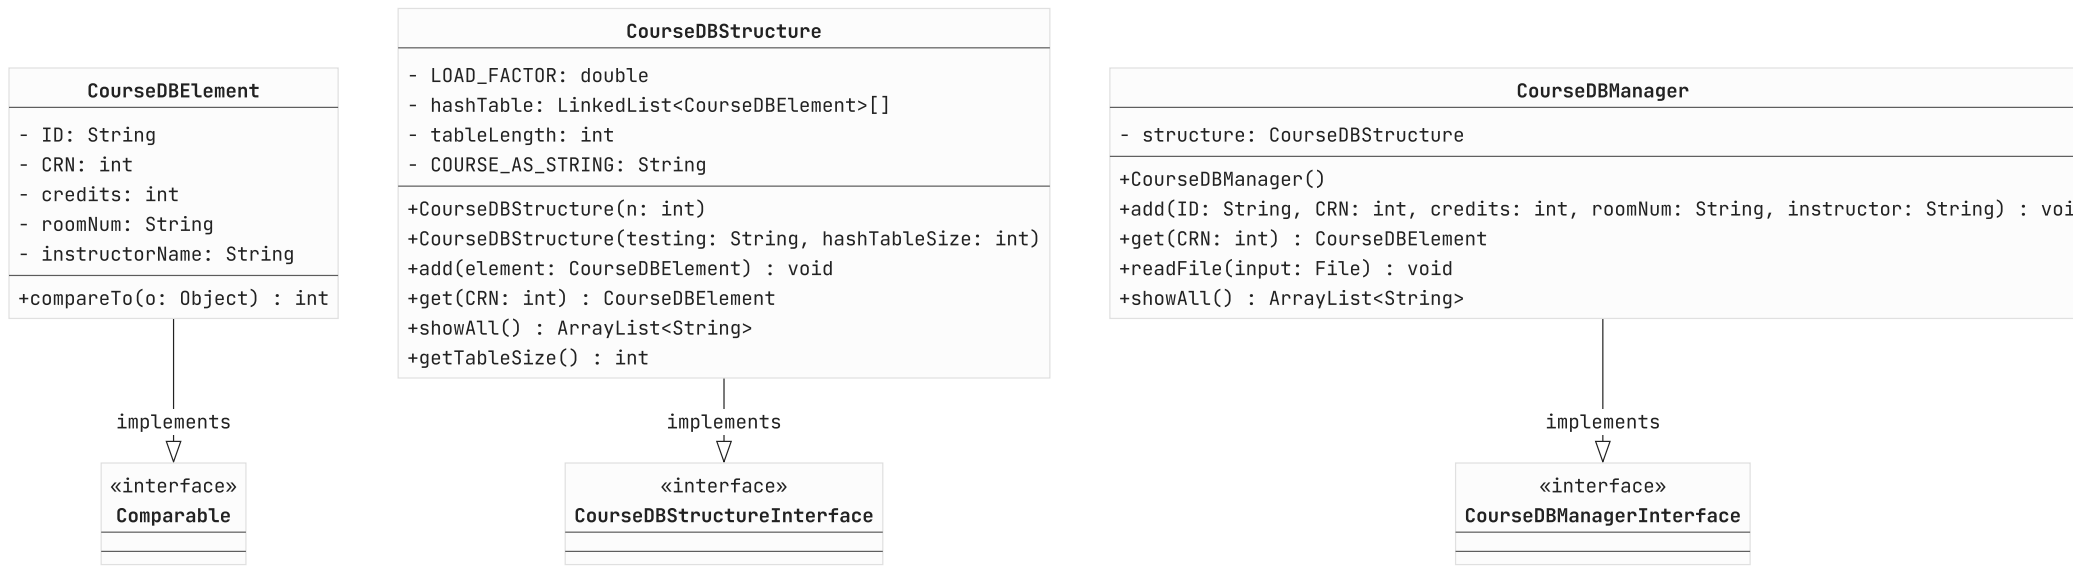 CourseDBElement
- ID: String
- CRN: int
- credits: int
- roomNum: String
- instructorName: String
+compareTo(o: Object) : int
implements
«interface»
Comparable
CourseDBStructure
- LOAD_FACTOR: double
- hashTable: LinkedList<CourseDBElement>[]
- tableLength: int
- COURSE_AS_STRING: String
+CourseDBStructure(n: int)
+CourseDBStructure(testing: String, hashTableSize: int)
+add(element: CourseDBElement) : void
+get(CRN: int) : CourseDBElement
+showAll() : ArrayList<String>
+getTableSize() : int
implements
«interface»
CourseDBStructureInterface
CourseDBManager
- structure: CourseDBStructure
+CourseDBManager()
+add(ID: String, CRN: int, credits: int, roomNum: String, instructor: String) : voi
+get(CRN: int) : CourseDBElement
+readFile(input: File) : void
+showAll() : ArrayList<String>
implements
«interface»
CourseDBManagerInterface